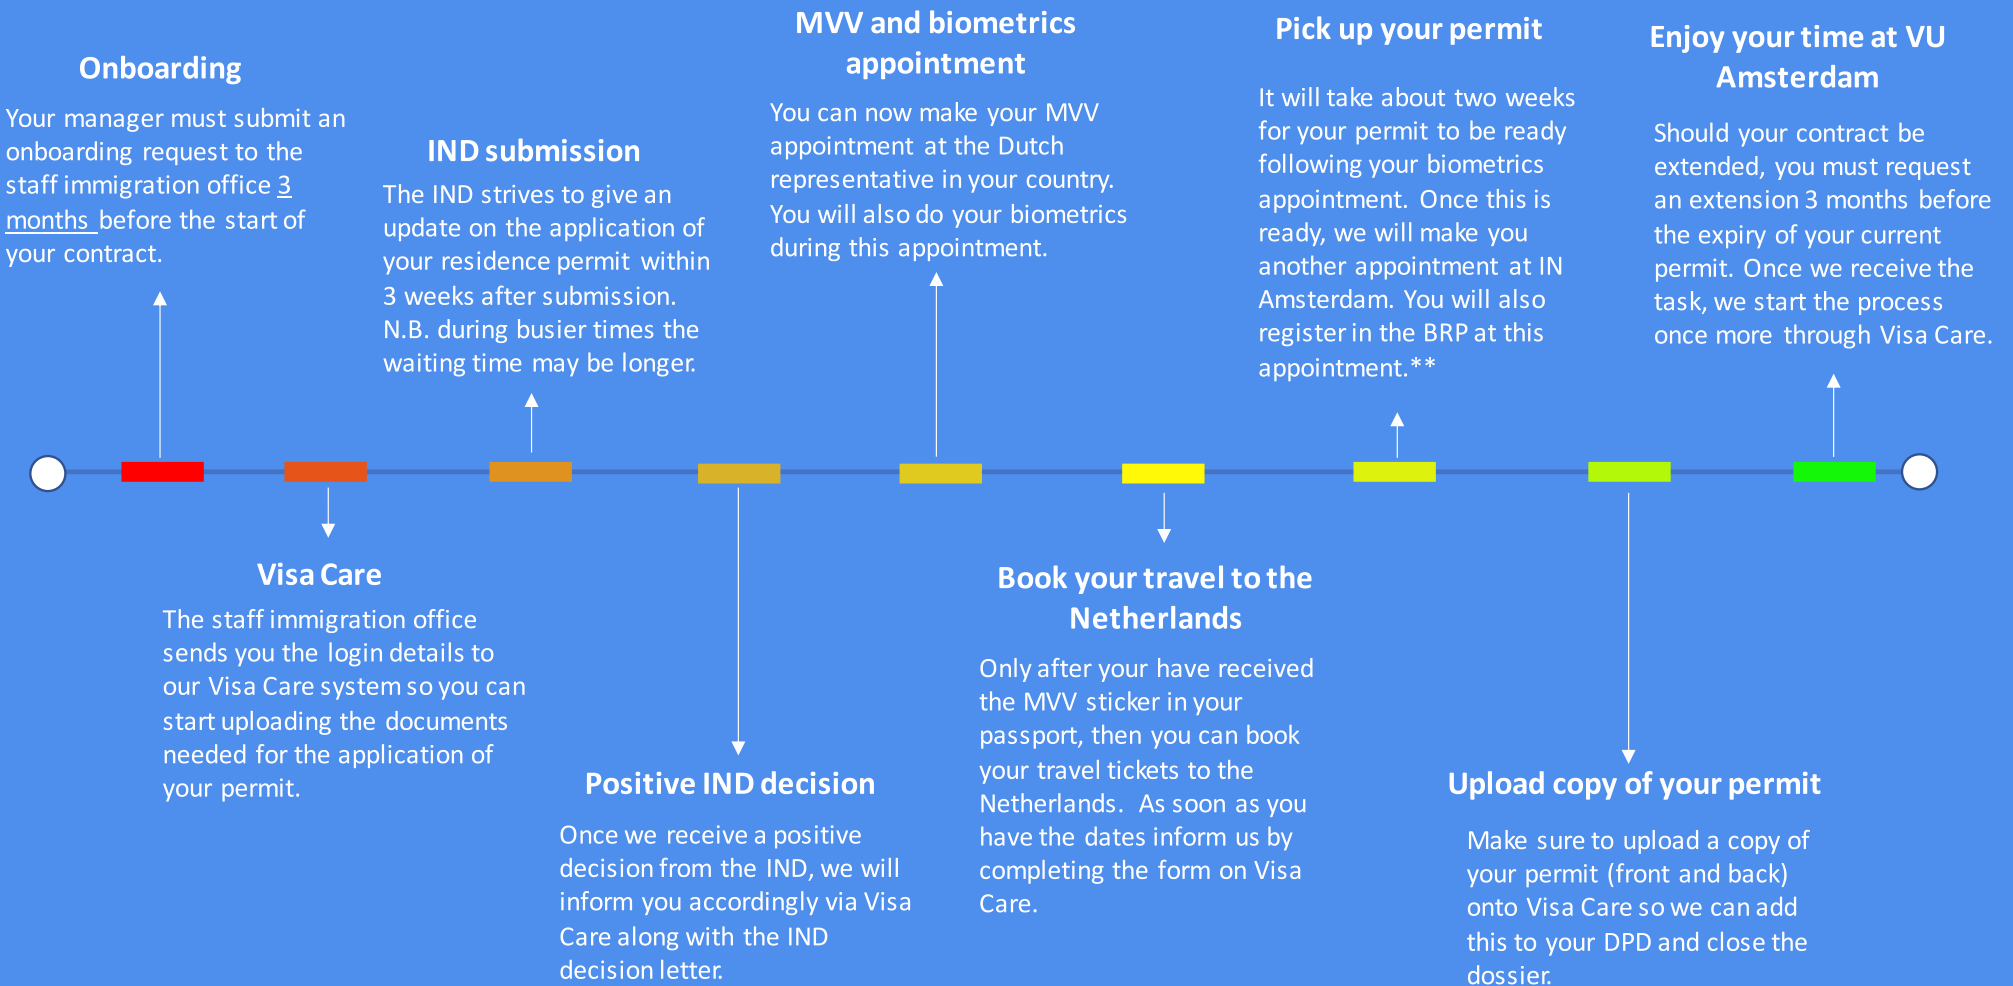 Onboarding
Your manager must submit an
onboarding request to the
staff immigration office 3
months before the start of
your contract.
Visa Care
The staff immigration office
sends you the login details to
our Visa Care system so you can
start uploading the documents
needed for the application of
your permit.
IND submission
The IND strives to give an
update on the application of
your residence permit within
3 weeks after submission.
N.B. during busier times the
waiting time may be longer.
Positive IND decision
Once we receive a positive
decision from the IND, we will
inform you accordingly via Visa
Care along with the IND
decision letter.
MVV and biometrics
appointment
You can now make your MVV
appointment at the Dutch
representative in your country.
You will also do your biometrics
during this appointment.
Book your travel to the
Netherlands
Only after your have received
the MVV sticker in your
passport, then you can book
your travel tickets to the
Netherlands. As soon as you
have the dates inform us by
completing the form on Visa
Care.
Pick up your permit
It will take about two weeks
for your permit to be ready
following your biometrics
appointment. Once this is
ready, we will make you
another appointment at IN
Amsterdam. You will also
register in the BRP at this
appointment.**
Upload copy of your permit
Make sure to upload a copy of
your permit (front and back)
onto Visa Care so we can add
this to your DPD and close the
dossier.
Enjoy your time at VU
Amsterdam
Should your contract be
extended, you must request
an extension 3 months before
the expiry of your current
permit. Once we receive the
task, we start the process
once more through Visa Care.